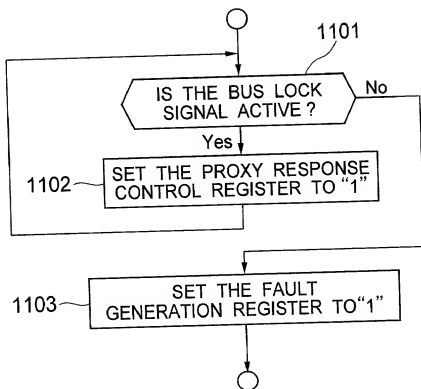 1101
IS THE BUS LOCK
SIGNAL ACTIVE?
No
Yes
1102
SET THE PROXY RESPONSE
CONTROL REGISTER TO "1"
1103
SET THE FAULT
GENERATION REGISTER TO "1"